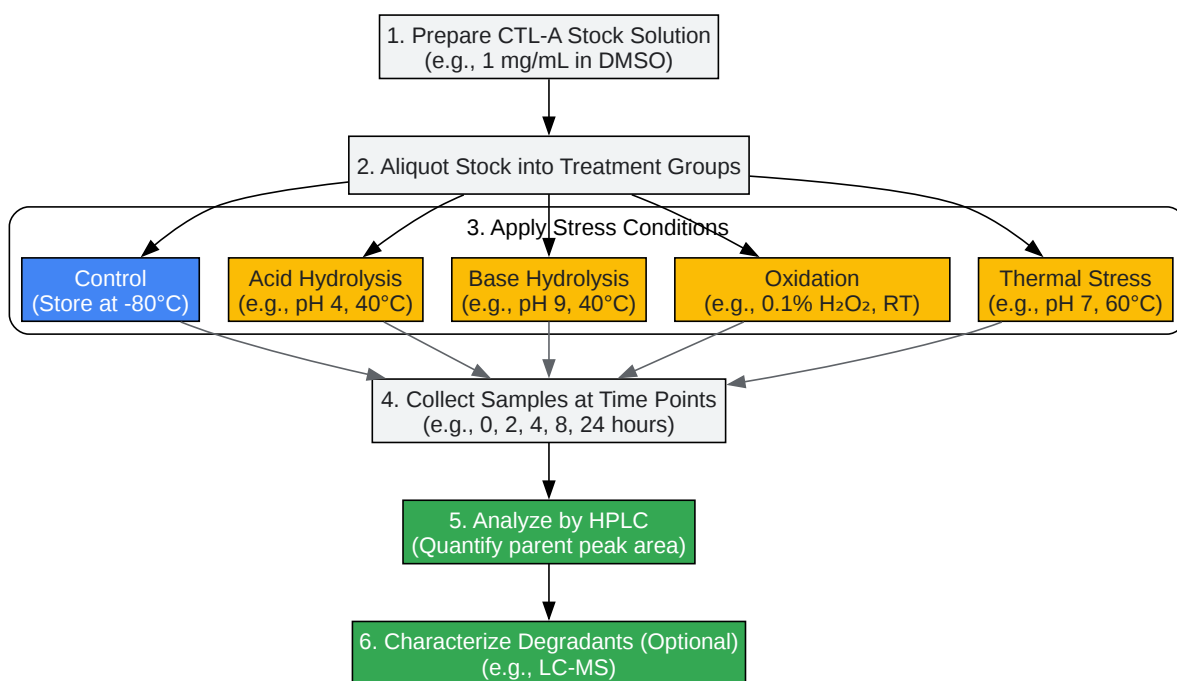 1. Prepare CTL-A Stock Solution
(e.g., 1 mg/mL in DMSO)
2. Aliquot Stock into Treatment Groups
3. Apply Stress Conditions
Control
(Store at -80°C)
Acid Hydrolysis
(e.g., pH 4, 40°C)
Base Hydrolysis
(e.g., pH 9, 40°C)
Oxidation
(e.g., 0.1% H₂O₂, RT)
Thermal Stress
(e.g., pH 7, 60°C)
4. Collect Samples at Time Points
(e.g., 0, 2, 4, 8, 24 hours)
5. Analyze by HPLC
(Quantify parent peak area)
6. Characterize Degradants (Optional)
(e.g., LC-MS)